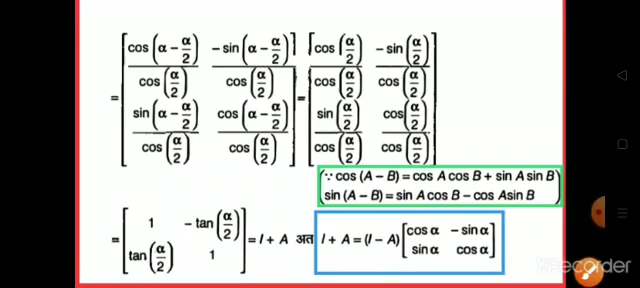 = [ cos(α − α/2)/cos(α/2)   −sin(α − α/2)/cos(α/2) ] = [ cos(α/2)/cos(α/2)   −sin(α/2)/cos(α/2) ]
[ sin(α − α/2)/cos(α/2)   cos(α − α/2)/cos(α/2) ]   [ sin(α/2)/cos(α/2)   cos(α/2)/cos(α/2) ]
(∵ cos (A − B) = cos A cos B + sin A sin B)
sin (A − B) = sin A cos B − cos A sin B
= [ 1   − tan(α/2) ] = I + A अत I + A = (I − A) [ cos α   − sin α ]
[ tan(α/2)   1 ]   [ sin α   cos α ]